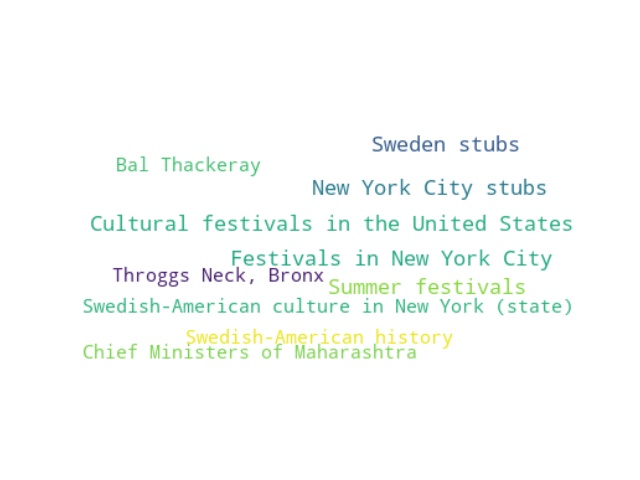 Sweden stubs
Bal Thackeray
New York City stubs
Cultural festivals in the United States
Festivals in New York City
Throggs Neck, Bronx
Summer festivals
Swedish-American culture in New York (state)
Swedish-American history
Chief Ministers of Maharashtra